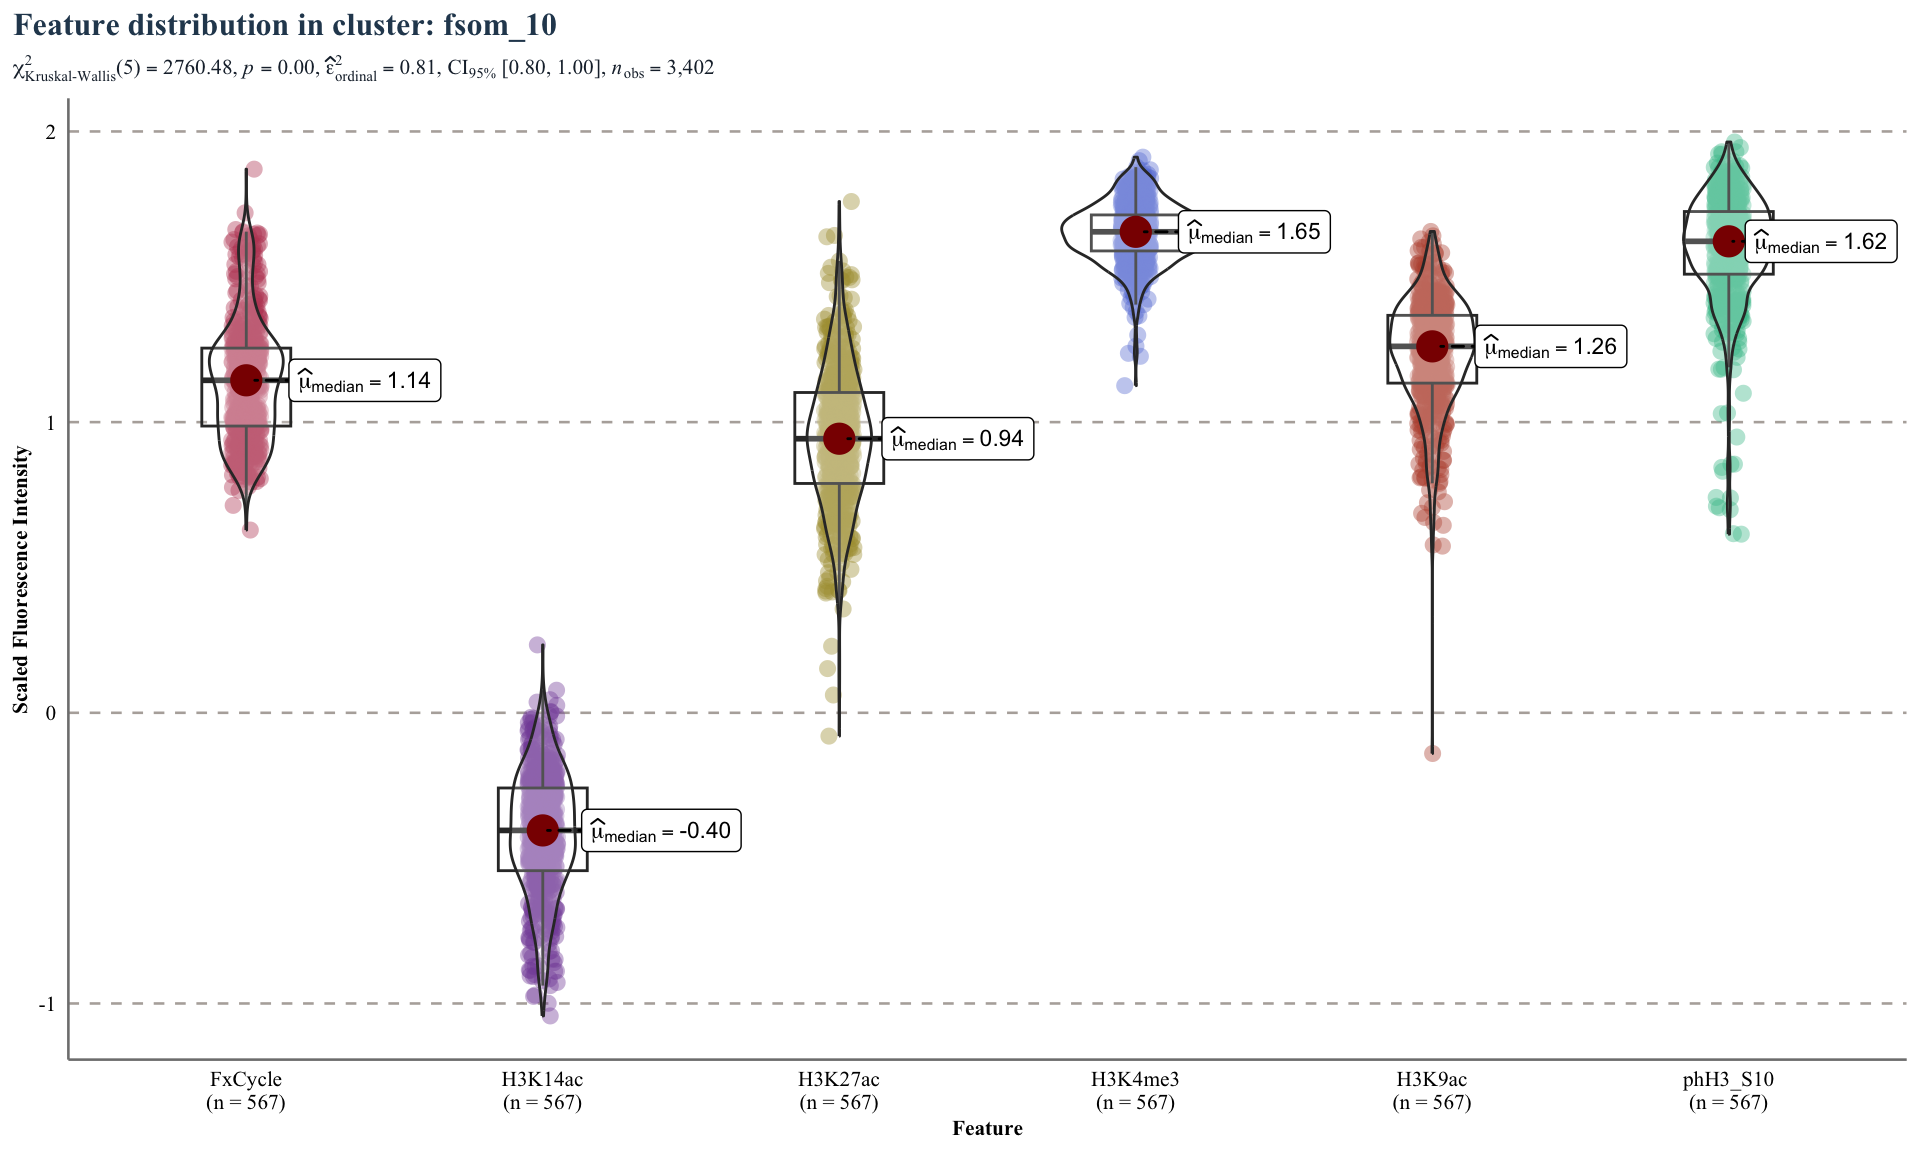 Feature distribution in cluster: fsom_10
χ²Kruskal-Wallis(5) = 2760.48, p = 0.00, ε̂²ordinal = 0.81, CI95% [0.80, 1.00], nobs = 3,402
2
1
0
-1
Scaled Fluorescence Intensity
μ̂median = 1.14
μ̂median = -0.40
μ̂median = 0.94
μ̂median = 1.65
μ̂median = 1.26
μ̂median = 1.62
FxCycle
(n = 567)
H3K14ac
(n = 567)
H3K27ac
(n = 567)
H3K4me3
(n = 567)
H3K9ac
(n = 567)
phH3_S10
(n = 567)
Feature